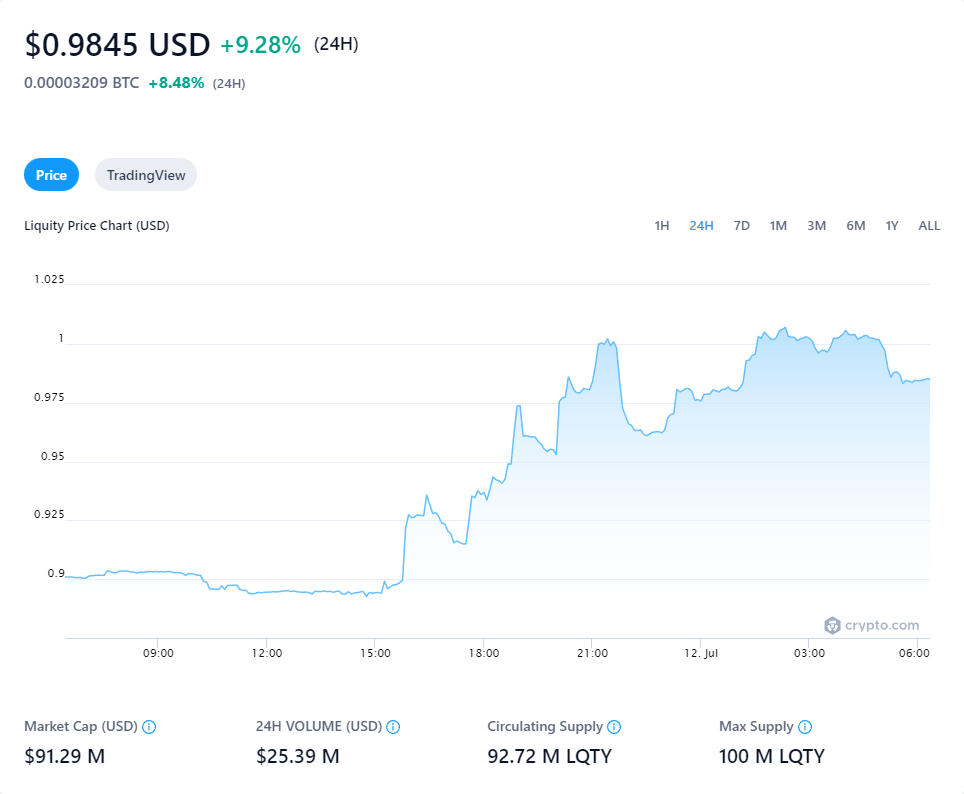 $0.9845 USD +9.28% (24H)
0.00003209 BTC +8.48% (24H)
Price TradingView
Liquity Price Chart (USD) 1H 24H 7D 1M 3M 6M 1Y ALL
1.025
1
0.975
0.95
0.925
0.9
crypto.com
09:00 12:00 15:00 18:00 21:00 12. Jul 03:00 06:00
Market Cap (USD) 24H VOLUME (USD) Circulating Supply Max Supply
$91.29 M $25.39 M 92.72 M LQTY 100 M LQTY